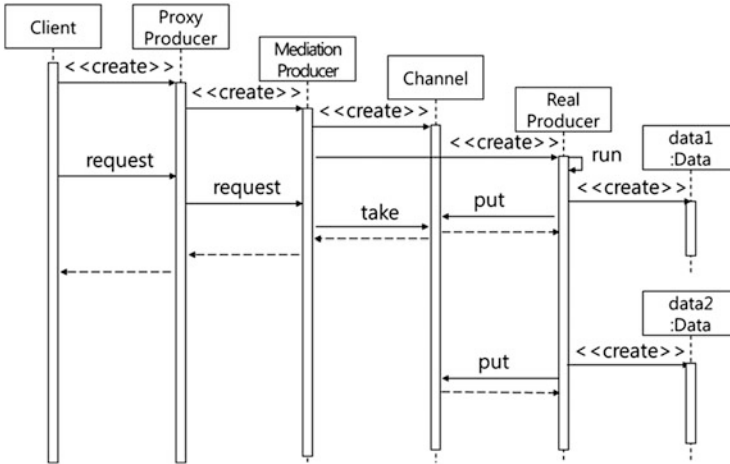 Client
Proxy
Producer
Mediation
Producer
Channel
Real
Producer
data1
:Data
<<create>>
<<create>>
<<create>>
<<create>>
run
<<create>>
request
request
take
put
data2
:Data
<<create>>
put